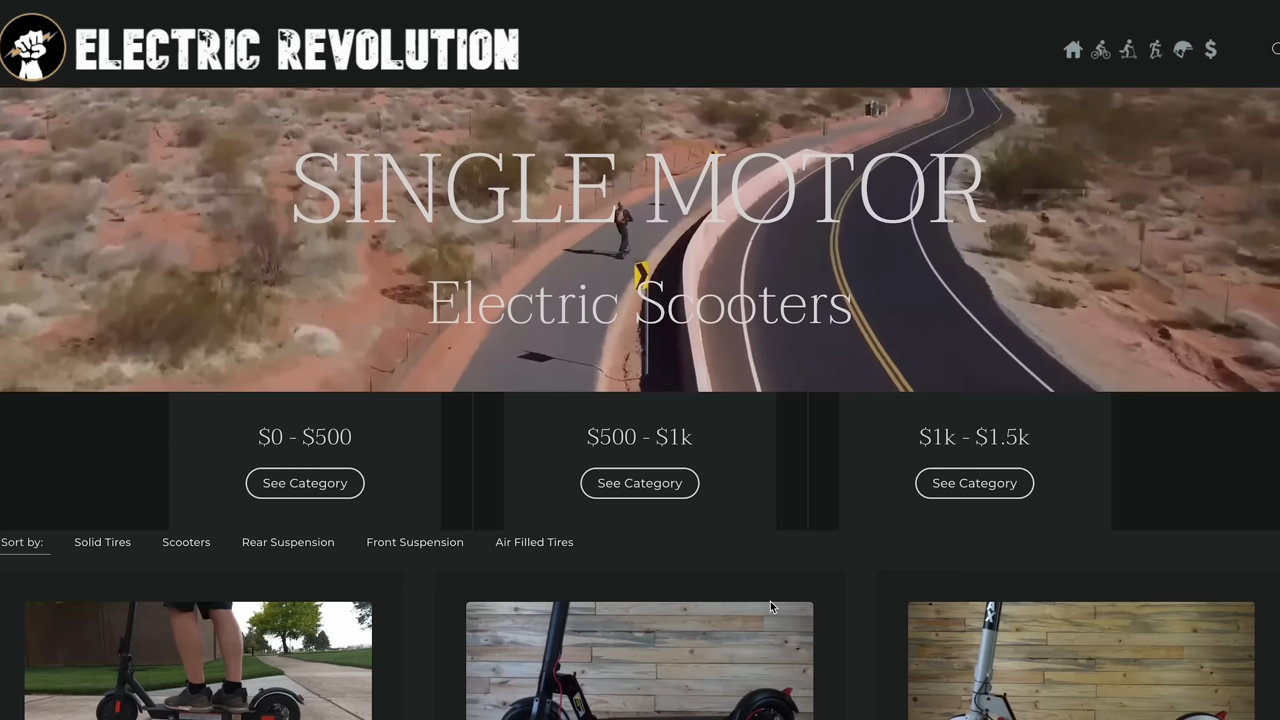 ELECTRIC REVOLUTION
SINGLE MOTOR
Electric Scooters
$0 - $500
$500 - $1k
$1k - $1.5k
See Category
See Category
See Category
Sort by:
Solid Tires
Scooters
Rear Suspension
Front Suspension
Air Filled Tires